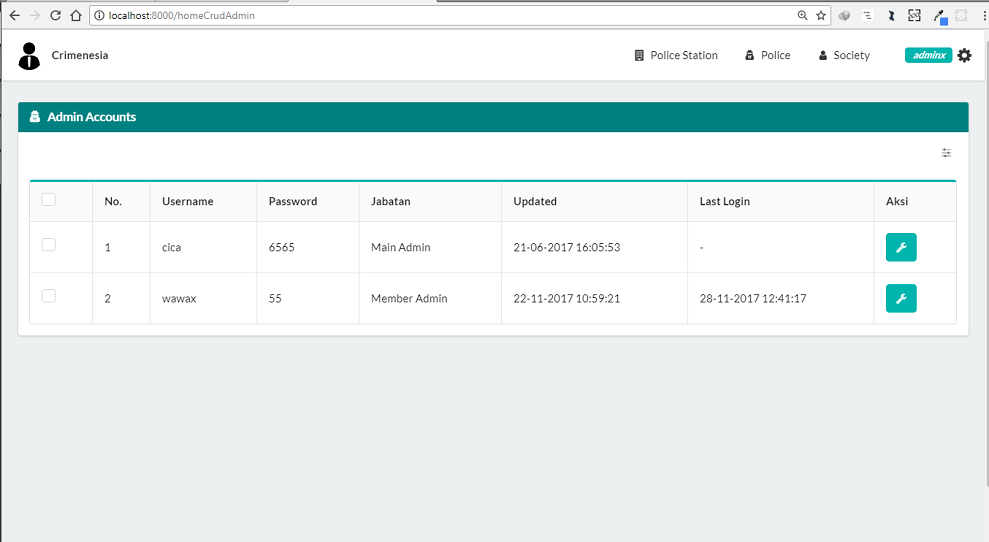 localhost:8000/homeCrudAdmin
Crimenesia Police Station Police Society adminx
Admin Accounts
No. Username Password Jabatan Updated Last Login Aksi
1 cica 6565 Main Admin 21-06-2017 16:05:53 -
2 wawax 55 Member Admin 22-11-2017 10:59:21 28-11-2017 12:41:17